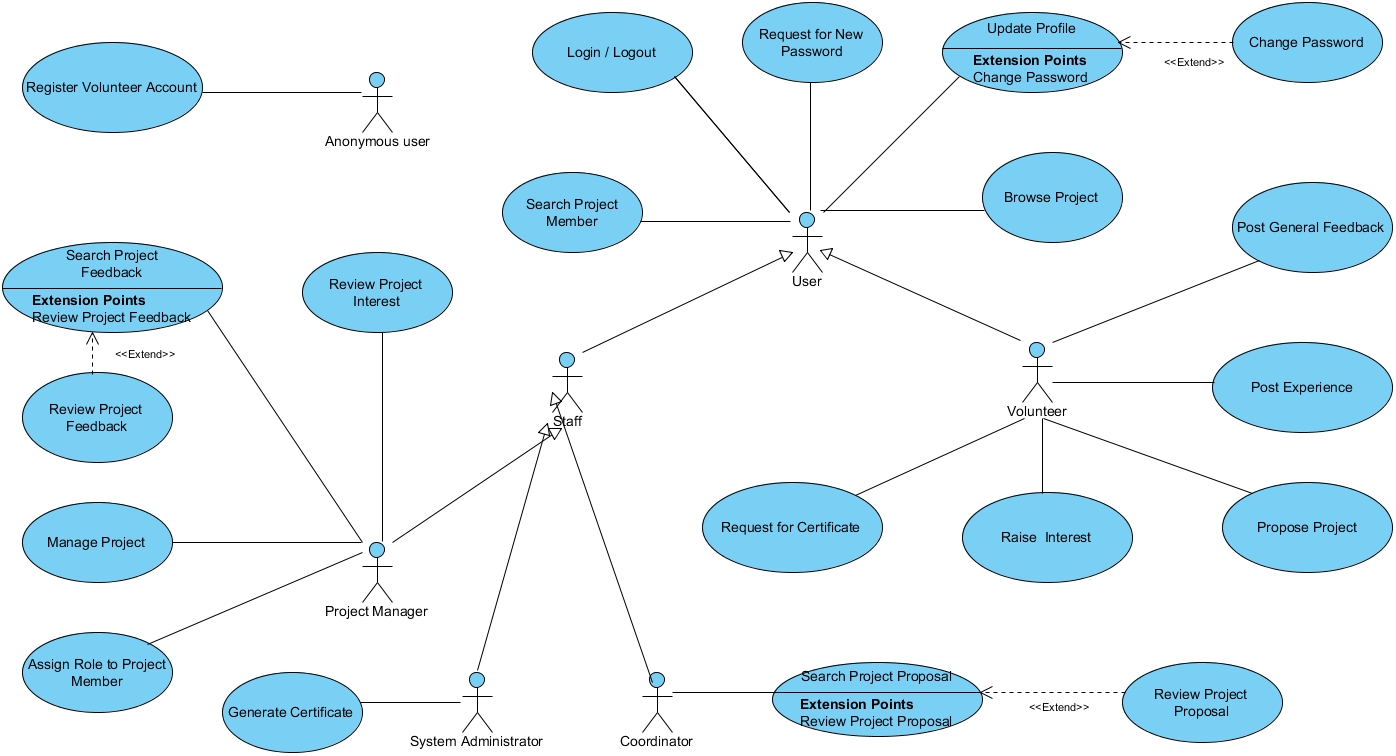 Login / Logout
Request for New
Password
Update Profile
Extension Points
Change Password
<<Extend>>
Change Password
Register Volunteer Account
Anonymous user
Search Project
Member
Browse Project
User
Post General Feedback
Search Project
Feedback
Extension Points
Review Project Feedback
<<Extend>>
Review Project
Feedback
Review Project
Interest
Staff
Volunteer
Post Experience
Request for Certificate
Raise  Interest
Propose Project
Manage Project
Project Manager
Assign Role to Project
Member
Generate Certificate
System Administrator
Coordinator
Search Project Proposal
Extension Points
Review Project Proposal
<<Extend>>
Review Project
Proposal